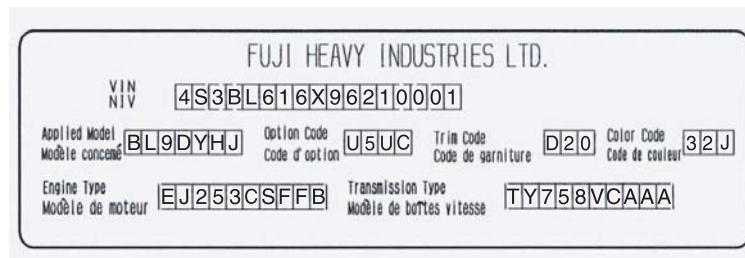 FUJI HEAVY INDUSTRIES LTD.
VIN
NIV
4S3BL616X96210001
Applied Model BL9DYHJ Option Code U5UC Trim Code D20 Color Code 32J
Modèle concerné Code d'option Code de garniture Code de couleur
Engine Type EJ253CSFFB Transmission Type TY758VCAAA
Modèle de moteur Modèle de boîtes vitesse